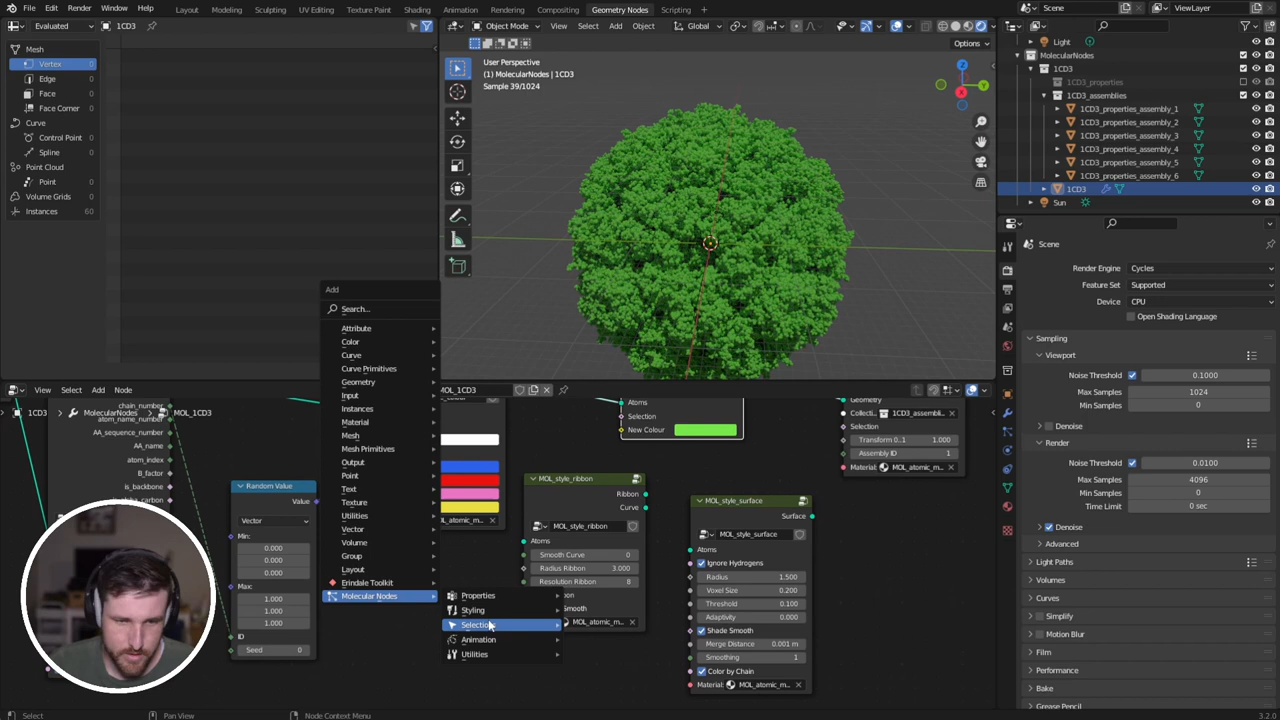 File Edit Render Window Help Layout Modeling Sculpting UV Editing Texture Paint Shading Animation Rendering Compositing Geometry Nodes Scripting Scene ViewLayer
Evaluated
Object Mode View Select Add Object Global
Options
Mesh
Vertex 0
Edge 0
Face 0
Face Corner 0
Curve
Control Point 0
Spline 0
Point Cloud
Point 0
Volume Grids 0
Instances 60
User Perspective
(1) MolecularNodes | 1CD3
Sample 39/1024
X
Y
Z
Light
MolecularNodes
1CD3
1CD3_properties
1CD3_assemblies
1CD3_properties_assembly_1
1CD3_properties_assembly_2
1CD3_properties_assembly_3
1CD3_properties_assembly_4
1CD3_properties_assembly_5
1CD3_properties_assembly_6
1CD3
Sun
Scene
Render Engine Cycles
Feature Set Supported
Device CPU
Open Shading Language
Sampling
Viewport
Noise Threshold 0.1000
Max Samples 1024
Min Samples 0
Denoise
Render
Noise Threshold 0.0100
Max Samples 4096
Min Samples 0
Time Limit 0 sec
Denoise
Advanced
Light Paths
Volumes
Curves
Simplify
Motion Blur
Film
Performance
Bake
Grease Pencil
View Select Add Node
MOL_1CD3
1CD3 MolecularNodes MOL_1CD3
chain_number
atom_name_number
AA_sequence_number
AA_name
atom_index
B_factor
is_backbone
Random Value
Value
Vector
Min:
0.000
0.000
0.000
Max
1.000
1.000
1.000
ID
Seed 0
Add
Search...
Attribute
Color
Curve
Curve Primitives
Geometry
Input
Instances
Material
Mesh
Mesh Primitives
Output
Point
Text
Texture
Utilities
Vector
Volume
Group
Layout
Erindale Toolkit
Molecular Nodes
Properties
Styling
Selections
Animation
Utilities
MOL_atomic_m...
MOL_style_ribbon
Ribbon
Curve
MOL_style_ribbon
Atoms
Smooth Curve 0
Radius Ribbon 3.000
Resolution Ribbon 8
MOL_atomic_m...
Atoms
Selection
New Colour
MOL_style_surface
Surface
MOL_style_surface
Atoms
Ignore Hydrogens
Radius 1.500
Voxel Size 0.200
Threshold 0.100
Adaptivity 0.000
Shade Smooth
Merge Distance 0.001 m
Smoothing 1
Color by Chain
Material: MOL_atomic_m...
Geometry
Collecti... 1CD3_assembli...
Selection
Transform 0..1 1.000
Assembly ID 1
Material: MOL_atomic_m...
Select
Pan View
Node Context Menu
3.2.0